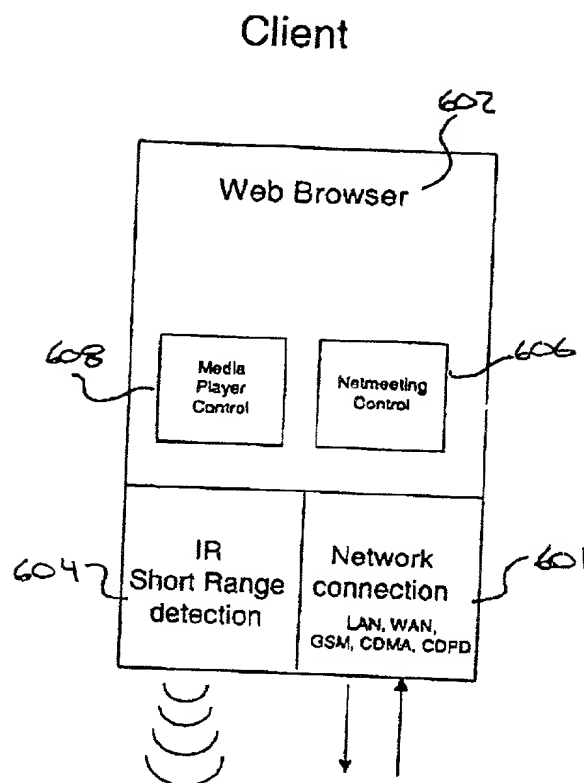 Client
602
Web Browser
608
Media
Player
Control
606
Netmeeting
Control
604
IR
Short Range
detection
601
Network
connection
LAN, WAN,
GSM, CDMA, CDPD